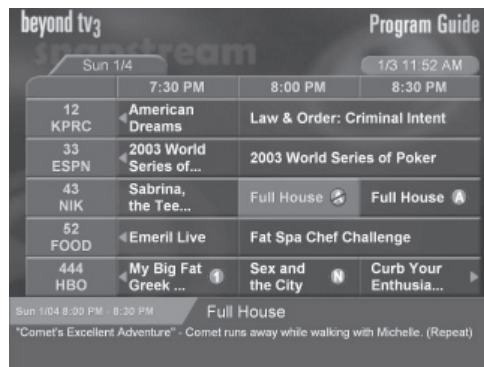 beyond tv3
Program Guide
snapstream
Sun 1/4
1/3 11:52 AM
7:30 PM 8:00 PM 8:30 PM
12
KPRC
American
Dreams
Law & Order: Criminal Intent
33
ESPN
2003 World
Series of...
2003 World Series of Poker
43
NIK
Sabrina,
the Tee...
Full House
Full House A
52
FOOD
Emeril Live
Fat Spa Chef Challenge
444
HBO
My Big Fat
Greek ...
1
Sex and
the City
N
Curb Your
Enthusia...
Sun 1/04 8:00 PM - 8:30 PM
Full House
"Comet's Excellent Adventure" - Comet runs away while walking with Michelle. (Repeat)